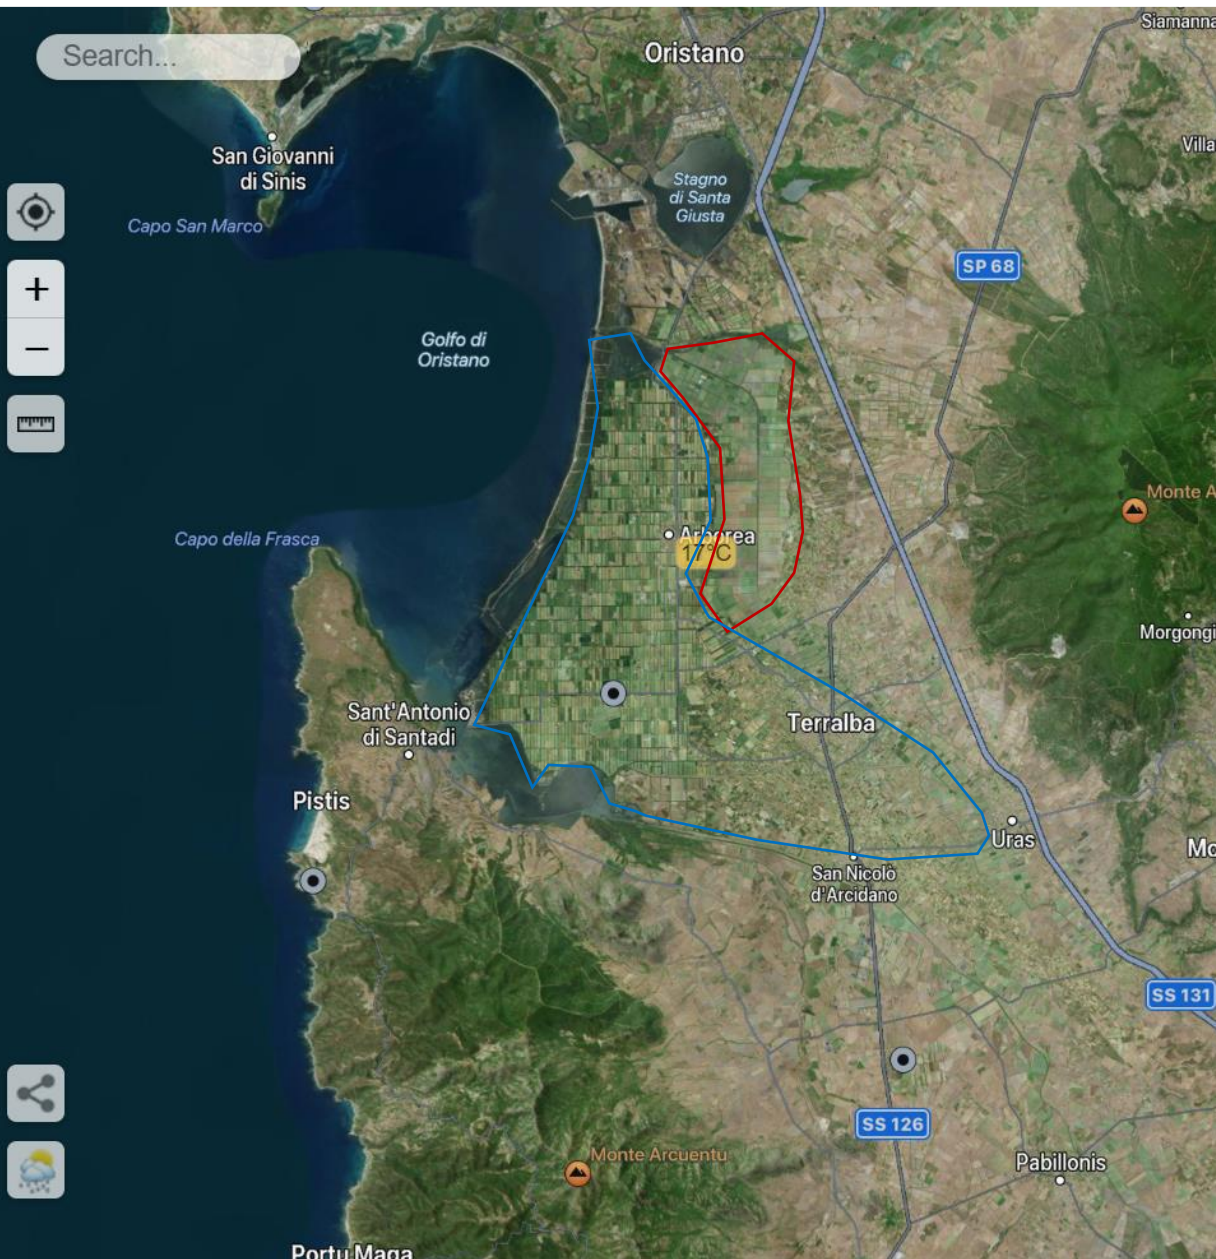 Siamanna
Oristano
Search...
San Giovanni
di Sinis
Villa
Stagno
di Santa
Giusta
Capo San Marco
SP 68
+
Golfo di
Oristano
−
Monte A
Capo della Frasca
Arborea
17°C
Morgongi
Sant'Antonio
di Santadi
Terralba
Pistis
Uras
Mo
San Nicolò
d'Arcidano
SS 131
SS 126
Monte Arcuentu
Pabillonis
Portu Maga